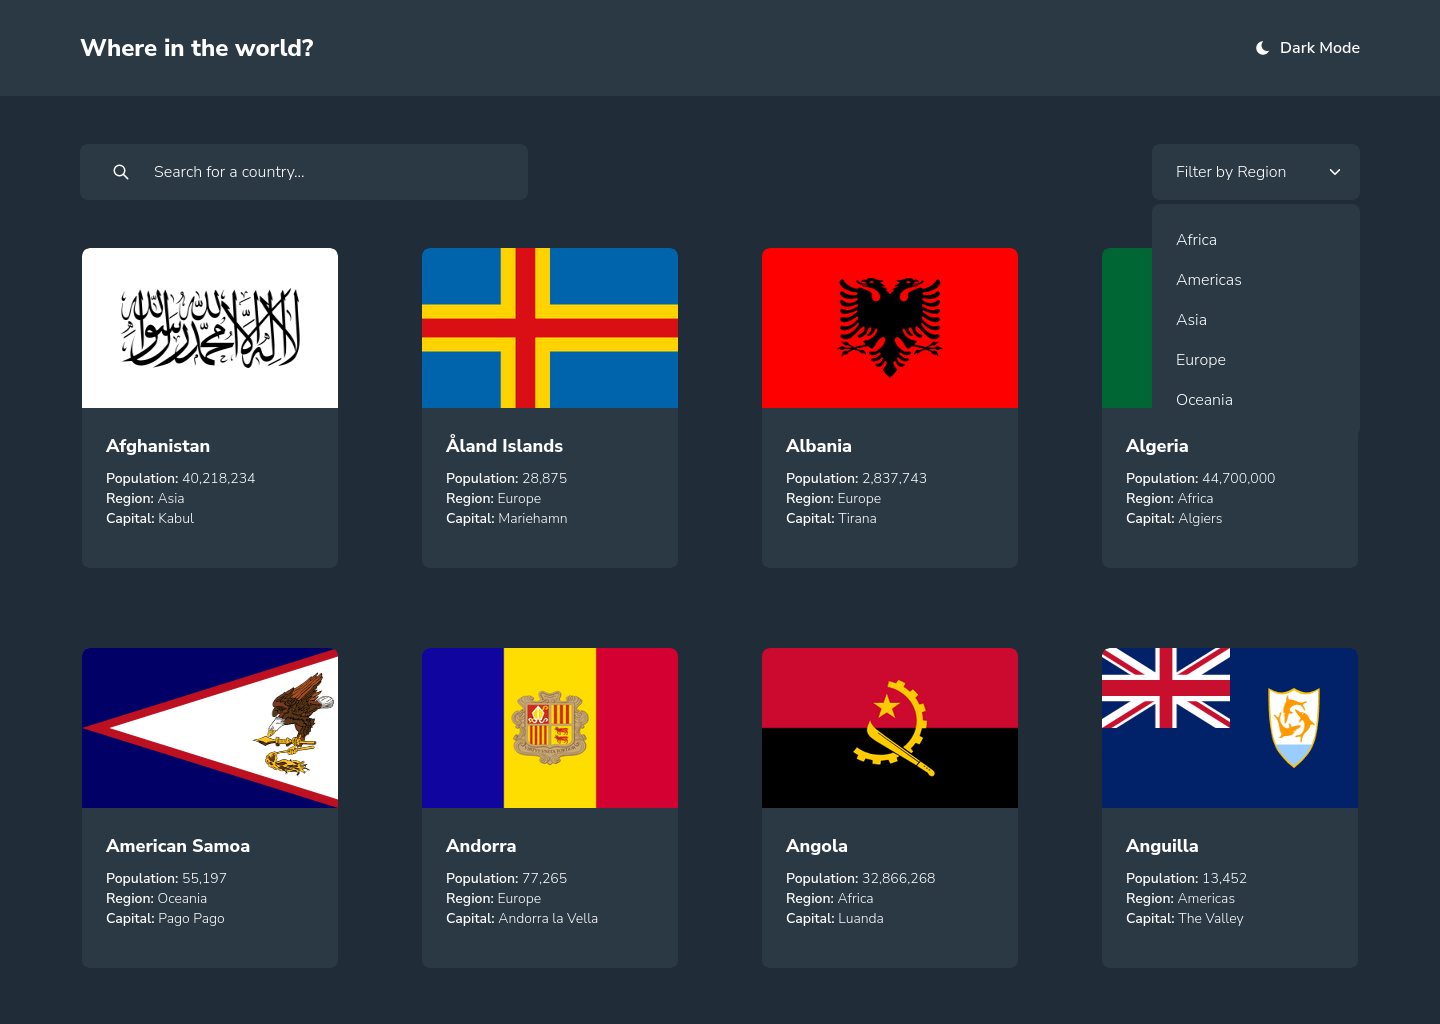 Where in the world?
Dark Mode
Search for a country...
Filter by Region
Africa
Americas
Asia
Europe
Oceania
لا إله إلا الله محمد رسول الله
Afghanistan
Population: 40,218,234
Region: Asia
Capital: Kabul
Åland Islands
Population: 28,875
Region: Europe
Capital: Mariehamn
Albania
Population: 2,837,743
Region: Europe
Capital: Tirana
Algeria
Population: 44,700,000
Region: Africa
Capital: Algiers
American Samoa
Population: 55,197
Region: Oceania
Capital: Pago Pago
Andorra
Population: 77,265
Region: Europe
Capital: Andorra la Vella
Angola
Population: 32,866,268
Region: Africa
Capital: Luanda
Anguilla
Population: 13,452
Region: Americas
Capital: The Valley